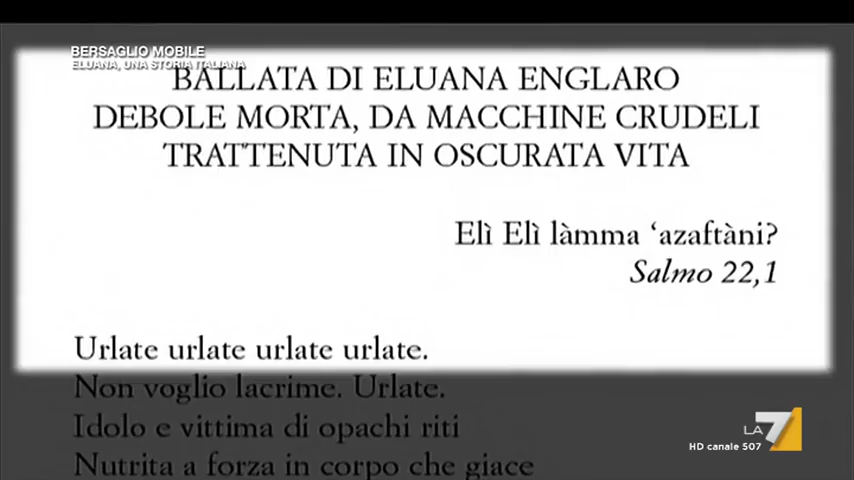 BERSAGLIO MOBILE
ELUANA, UNA STORIA ITALIANA
BALLATA DI ELUANA ENGLARO
DEBOLE MORTA, DA MACCHINE CRUDELI
TRATTENUTA IN OSCURATA VITA
Elì Elì làmma ‘azaftàni?
Salmo 22,1
Urlate urlate urlate urlate.
Non voglio lacrime. Urlate.
Idolo e vittima di opachi riti
Nutrita a forza in corpo che giace
LA 7
HD canale 507